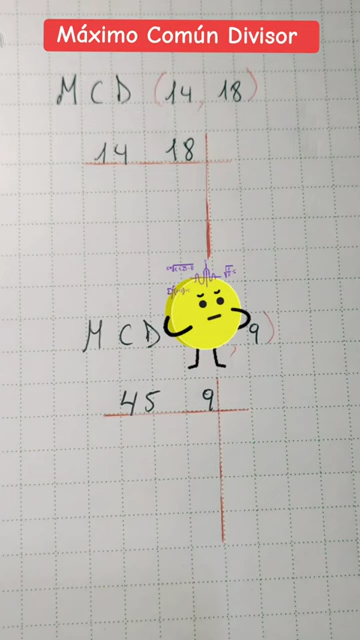 Máximo Común Divisor
MCD (14, 18)
14 18
MCD , 9)
45 9